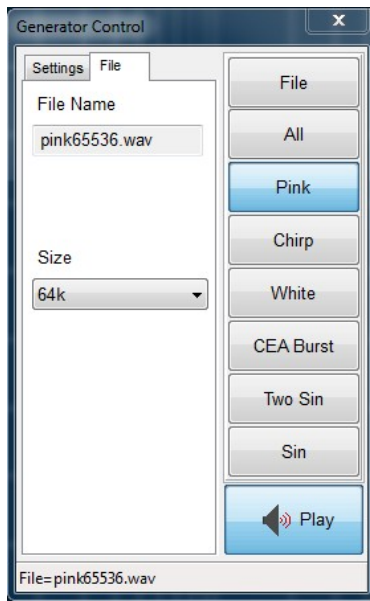 Generator Control
x
Settings
File
File Name
pink65536.wav
Size
64k
File
All
Pink
Chirp
White
CEA Burst
Two Sin
Sin
Play
File=pink65536.wav